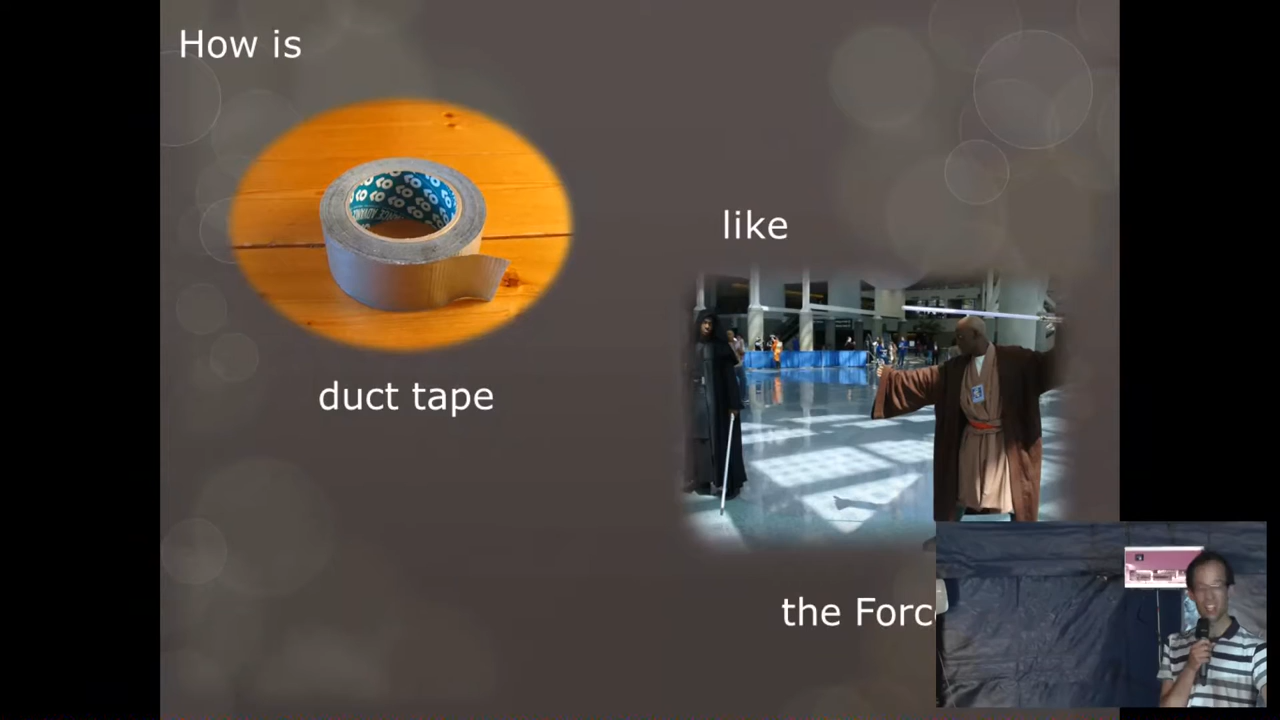 How is
like
duct tape
the Forc